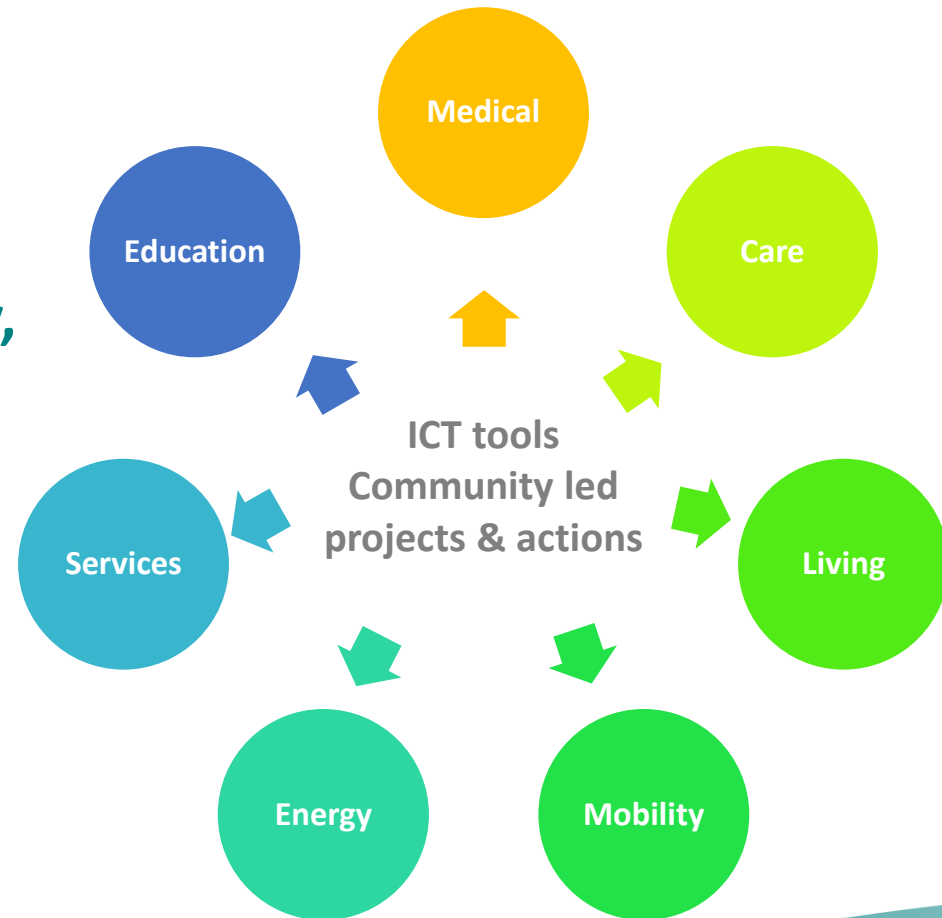 Medical
Education
Care
,
ICT tools
Community led
projects & actions
Services
Living
Energy
Mobility